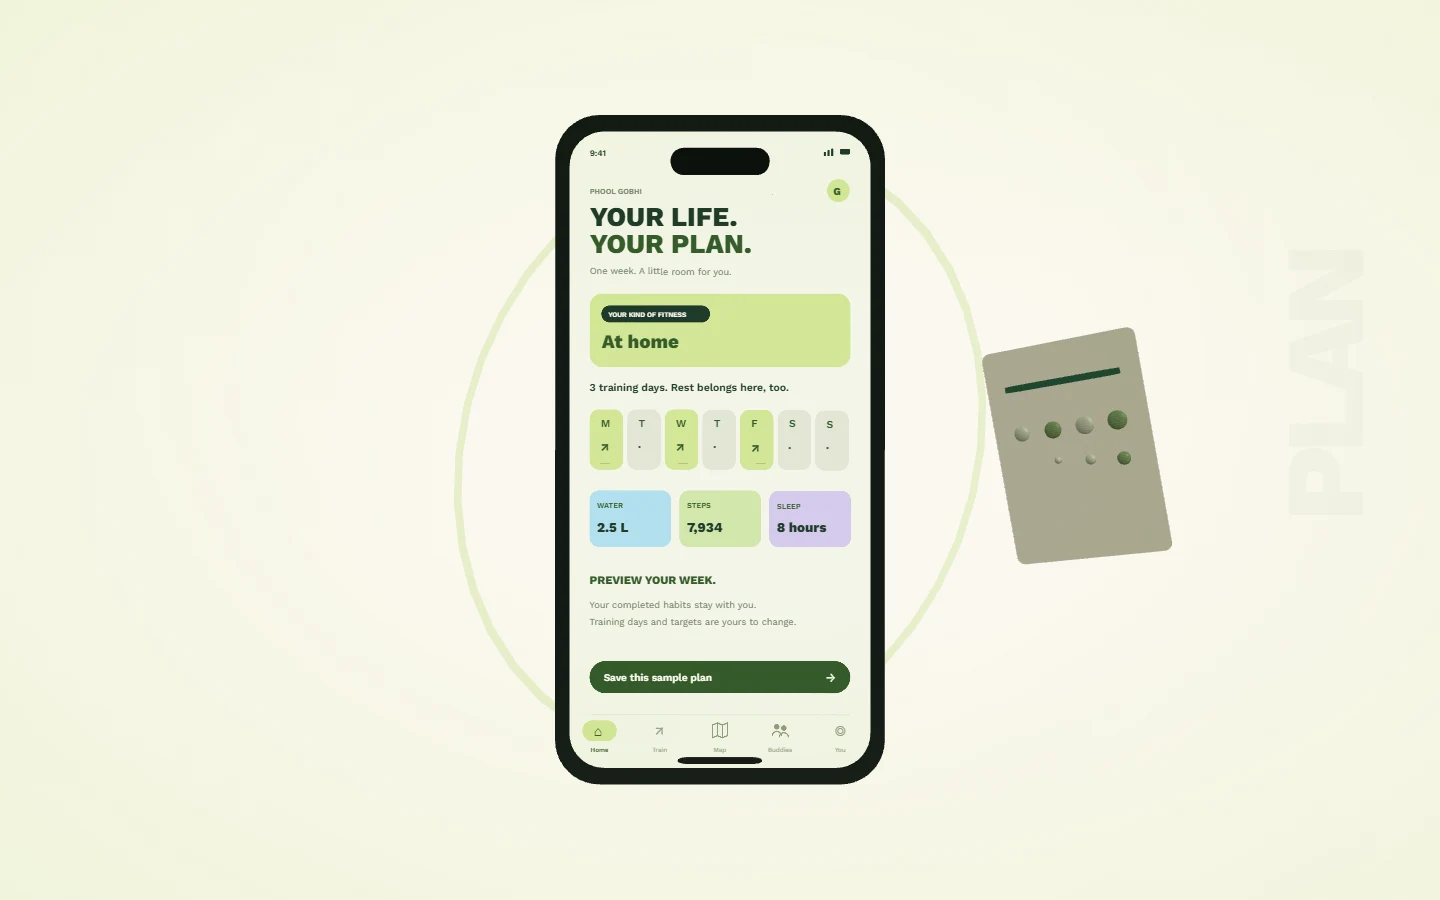 9:41
PHOOL GOBHI
G
YOUR LIFE.
YOUR PLAN.
One week. A little room for you.
YOUR KIND OF FITNESS
At home
3 training days. Rest belongs here, too.
M T W T F S S
WATER STEPS SLEEP
2.5 L 7,934 8 hours
PREVIEW YOUR WEEK.
Your completed habits stay with you.
Training days and targets are yours to change.
Save this sample plan →
Home Train Map Buddies You
PLAN